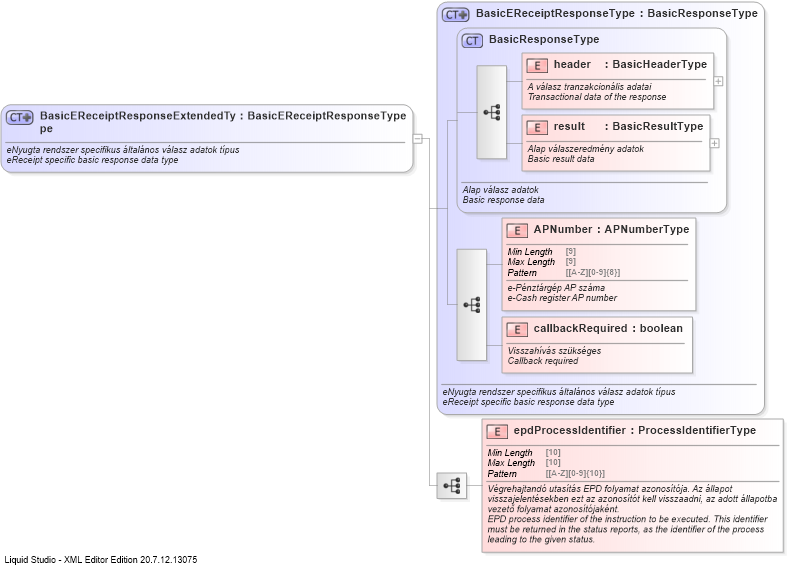 CT BasicEReceiptResponseType : BasicResponseType
CT BasicResponseType
E header : BasicHeaderType
A válasz tranzakcionális adatai
Transactional data of the response
E result : BasicResultType
Alap válaszeredmény adatok
Basic result data
Alap válasz adatok
Basic response data
CT BasicEReceiptResponseExtendedTy : BasicEReceiptResponseType
pe
eNyugta rendszer specifikus általános válasz adatok típus
eReceipt specific basic response data type
E APNumber : APNumberType
Min Length [9]
Max Length [9]
Pattern [[A-Z][0-9]{8}]
e-Pénztárgép AP száma
e-Cash register AP number
E callbackRequired : boolean
Visszahívás szükséges
Callback required
eNyugta rendszer specifikus általános válasz adatok típus
eReceipt specific basic response data type
E epdProcessIdentifier : ProcessIdentifierType
Min Length [10]
Max Length [10]
Pattern [[A-Z][0-9]{10}]
Végrehajtandó utasítás EPD folyamat azonosítója. Az állapot
visszajelentésekben ezt az azonosítót kell visszaadni, az adott állapotba
vezető folyamat azonosítójaként.
EPD process identifier of the instruction to be executed. This identifier
must be returned in the status reports, as the identifier of the process
leading to the given status.
Liquid Studio - XML Editor Edition 20.7.12.13075